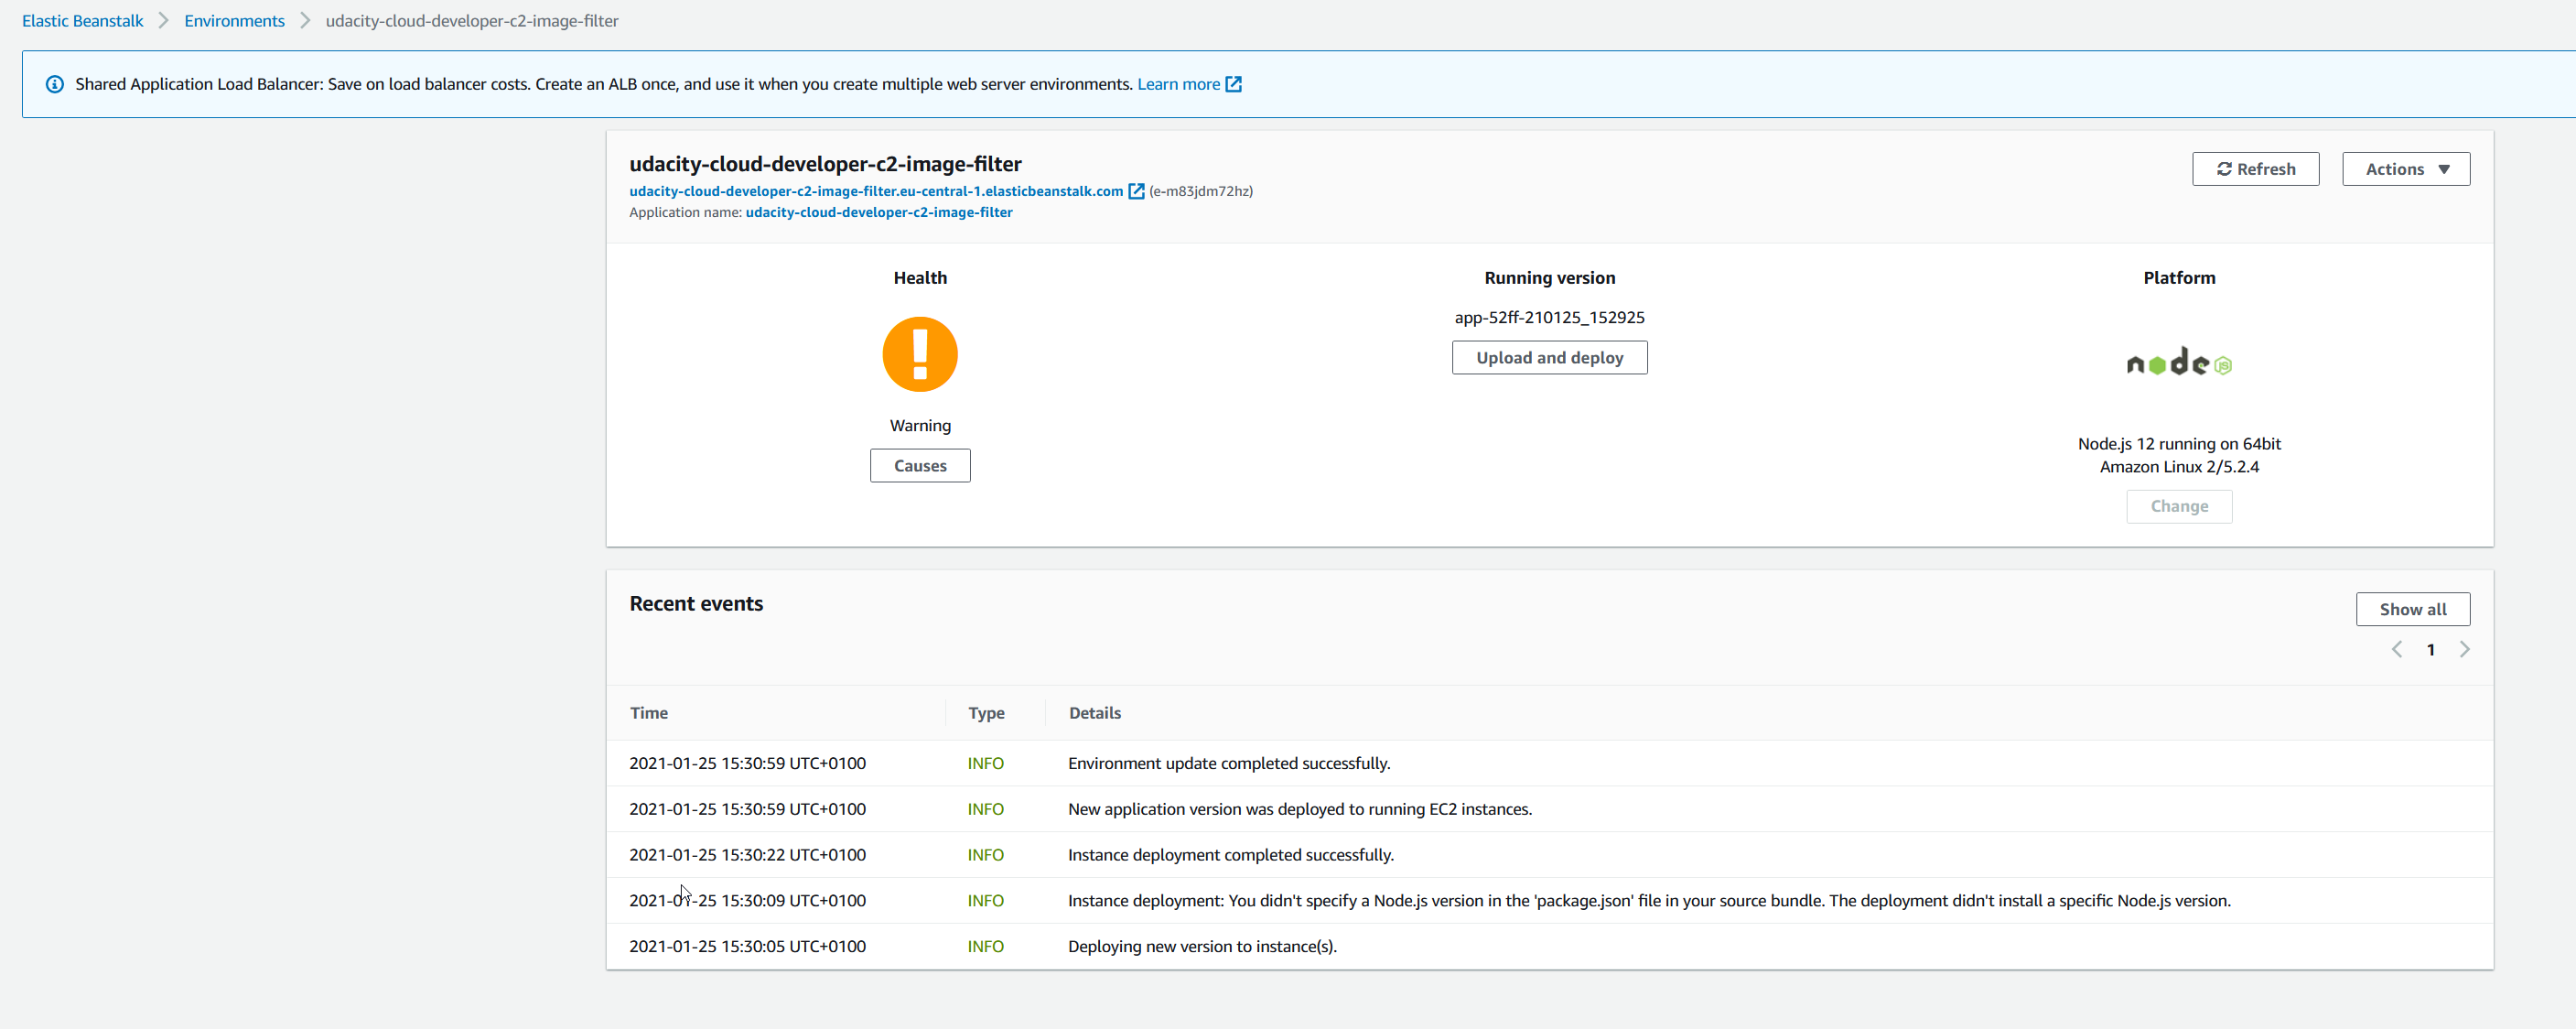 Elastic Beanstalk > Environments > udacity-cloud-developer-c2-image-filter
Shared Application Load Balancer: Save on load balancer costs. Create an ALB once, and use it when you create multiple web server environments. Learn more
udacity-cloud-developer-c2-image-filter
Refresh
Actions
udacity-cloud-developer-c2-image-filter.eu-central-1.elasticbeanstalk.com (e-m83jdm72hz)
Application name: udacity-cloud-developer-c2-image-filter
Health
Warning
Causes
Running version
app-52ff-210125_152925
Upload and deploy
Platform
node JS
Node.js 12 running on 64bit
Amazon Linux 2/5.2.4
Change
Recent events
Show all
< 1 >
Time Type Details
2021-01-25 15:30:59 UTC+0100 INFO Environment update completed successfully.
2021-01-25 15:30:59 UTC+0100 INFO New application version was deployed to running EC2 instances.
2021-01-25 15:30:22 UTC+0100 INFO Instance deployment completed successfully.
2021-01-25 15:30:09 UTC+0100 INFO Instance deployment: You didn't specify a Node.js version in the 'package.json' file in your source bundle. The deployment didn't install a specific Node.js version.
2021-01-25 15:30:05 UTC+0100 INFO Deploying new version to instance(s).